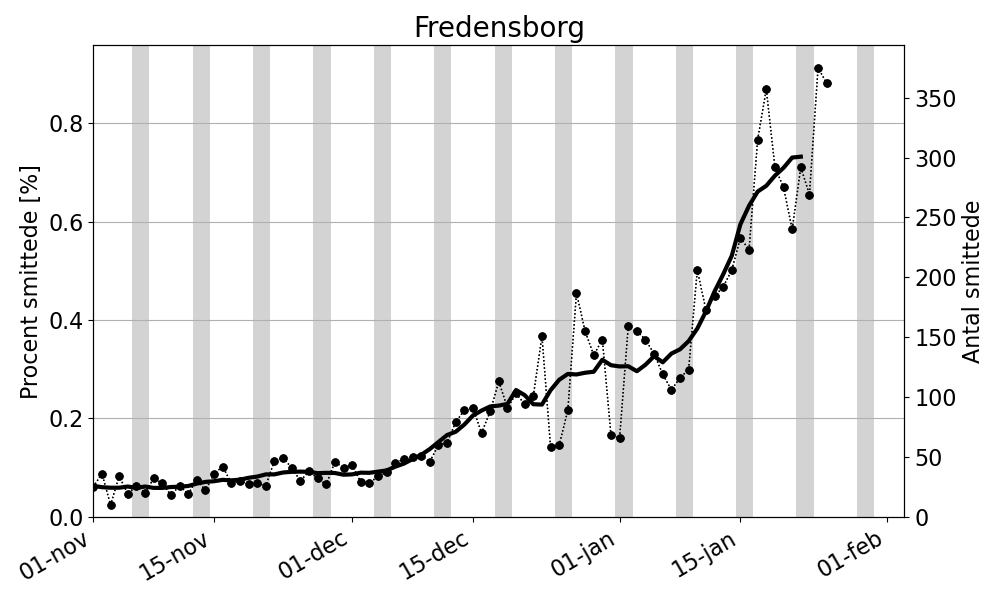 Fredensborg
Procent smittede [%]
0.8
0.6
0.4
0.2
0.0
350
300
250
200
150
100
50
0
Antal smittede
01-nov
15-nov
01-dec
15-dec
01-jan
15-jan
01-feb